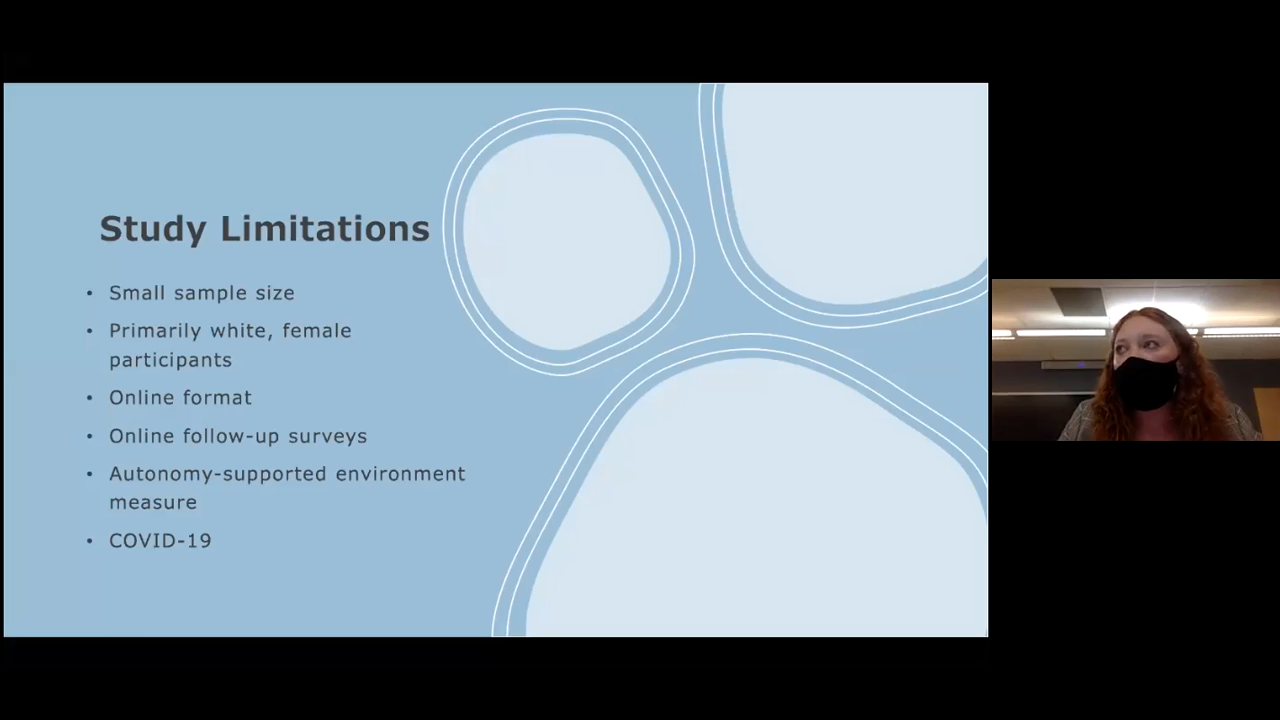 Study Limitations
• Small sample size
• Primarily white, female
participants
• Online format
• Online follow-up surveys
• Autonomy-supported environment
measure
• COVID-19